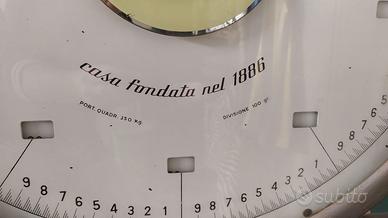 casa fondata nel 1886
PORT. QUADR. 150 KG.
DIVISIONE 100 gr
9 8 7 6 5 4 3 2 1 9 8 7 6 5 4 3 2 1 9 8 7 6 5
subito